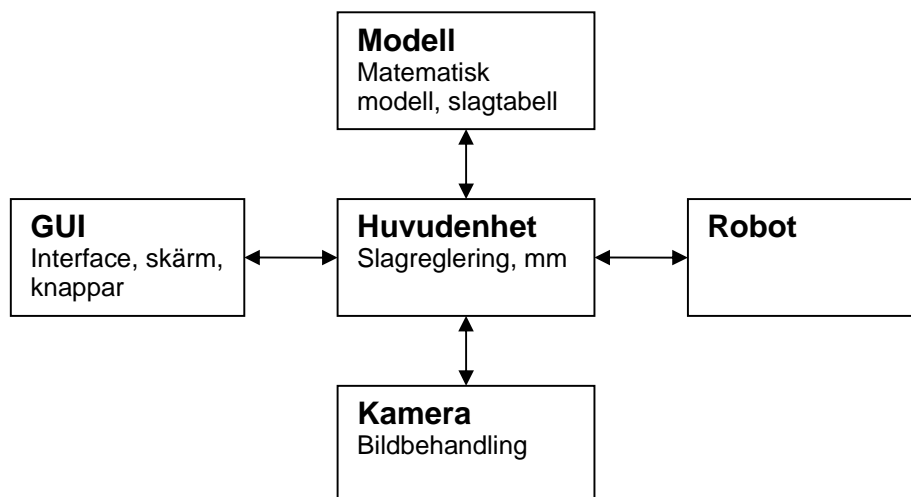 Modell
Matematisk
modell, slagtabell
GUI
Interface, skärm,
knappar
Huvudenhet
Slagreglering, mm
Robot
Kamera
Bildbehandling